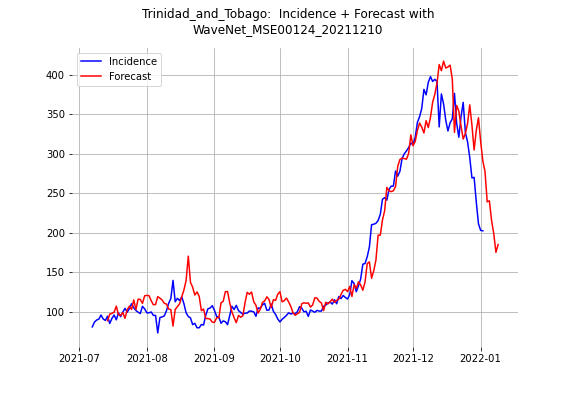 Trinidad_and_Tobago:  Incidence + Forecast with
WaveNet_MSE00124_20211210
Incidence
Forecast
400
350
300
250
200
150
100
2021-07 2021-08 2021-09 2021-10 2021-11 2021-12 2022-01